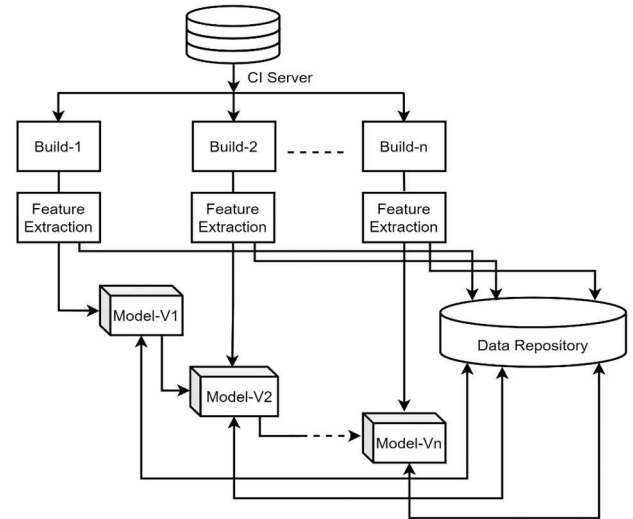 CI Server
Build-1
Build-2
Build-n
Feature
Extraction
Feature
Extraction
Feature
Extraction
Model-V1
Data Repository
Model-V2
Model-Vn